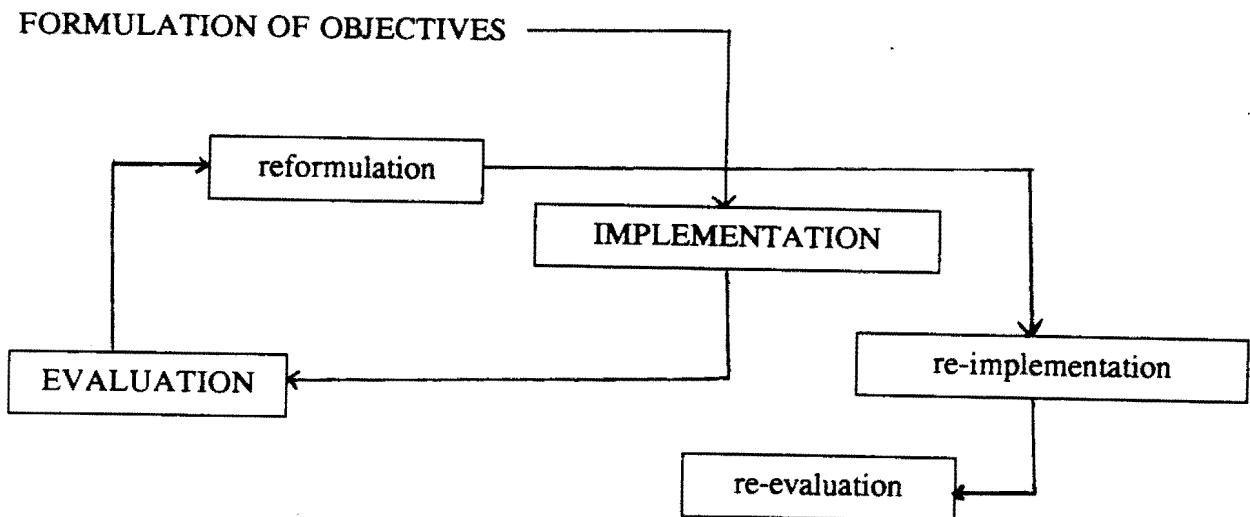 FORMULATION OF OBJECTIVES
reformulation
IMPLEMENTATION
EVALUATION
re-implementation
re-evaluation